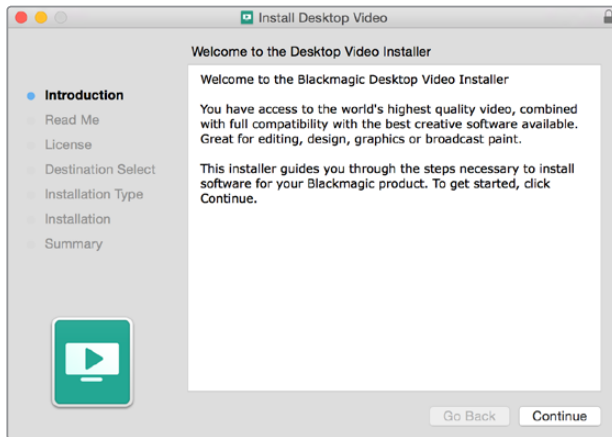 Install Desktop Video
Welcome to the Desktop Video Installer
Introduction
Read Me
License
Destination Select
Installation Type
Installation
Summary
Welcome to the Blackmagic Desktop Video Installer
You have access to the world's highest quality video, combined
with full compatibility with the best creative software available.
Great for editing, design, graphics or broadcast paint.
This installer guides you through the steps necessary to install
software for your Blackmagic product. To get started, click
Continue.
Go Back
Continue